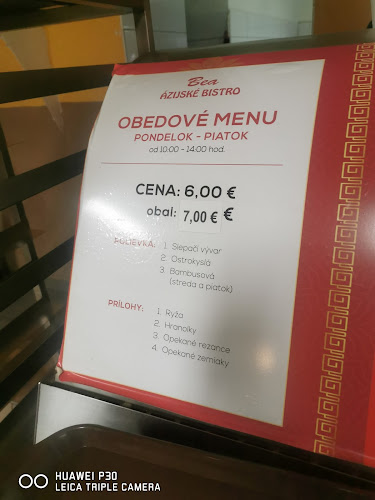 Bea
ÁZIJSKÉ BISTRO
OBEDOVÉ MENU
PONDELOK - PIATOK
od 10:00 - 14:00 hod.
CENA: 6,00 €
obal: 7,00 € €
POLIEVKA: 1. Slepačí vývar
2. Ostrokyslá
3. Bambusová
(streda a piatok)
PRÍLOHY: 1. Ryža
2. Hranolky
3. Opekané rezance
4. Opekané zemiaky
HUAWEI P30
LEICA TRIPLE CAMERA